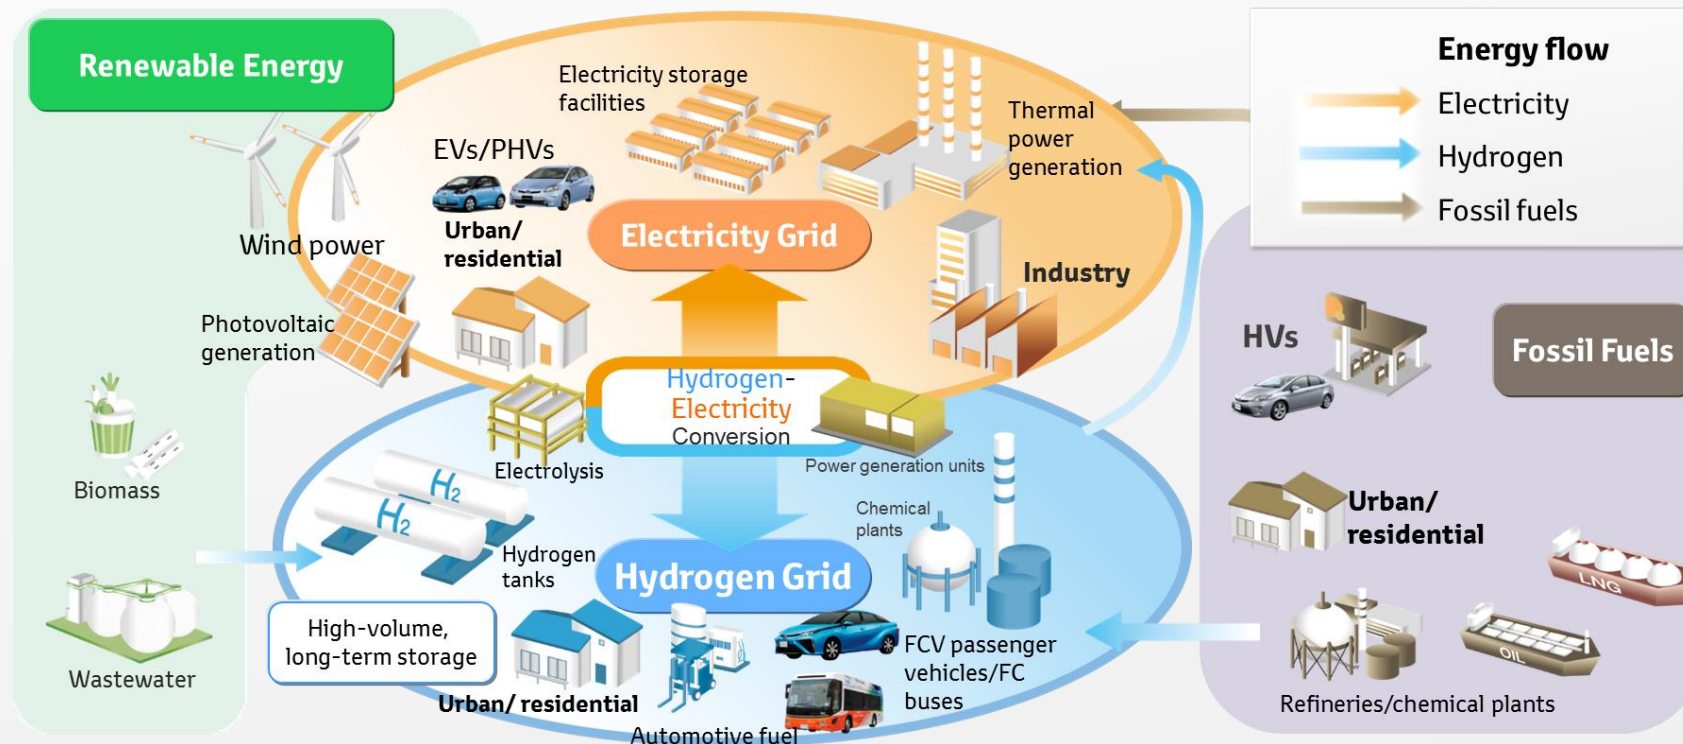 Renewable Energy
Energy flow
Electricity
Hydrogen
Fossil fuels
Electricity storage
facilities
Thermal
power
generation
EVs/PHVs
Urban/
residential
Electricity Grid
Wind power
Industry
Photovoltaic
generation
HVs
Fossil Fuels
Hydrogen-
Electricity
Conversion
Electrolysis
Power generation units
Biomass
H2
H2
Chemical
plants
Urban/
residential
Hydrogen
tanks
Hydrogen Grid
LNG
High-volume,
long-term storage
FCV passenger
vehicles/FC
buses
OIL
Wastewater
Urban/ residential
Refineries/chemical plants
Automotive fuel